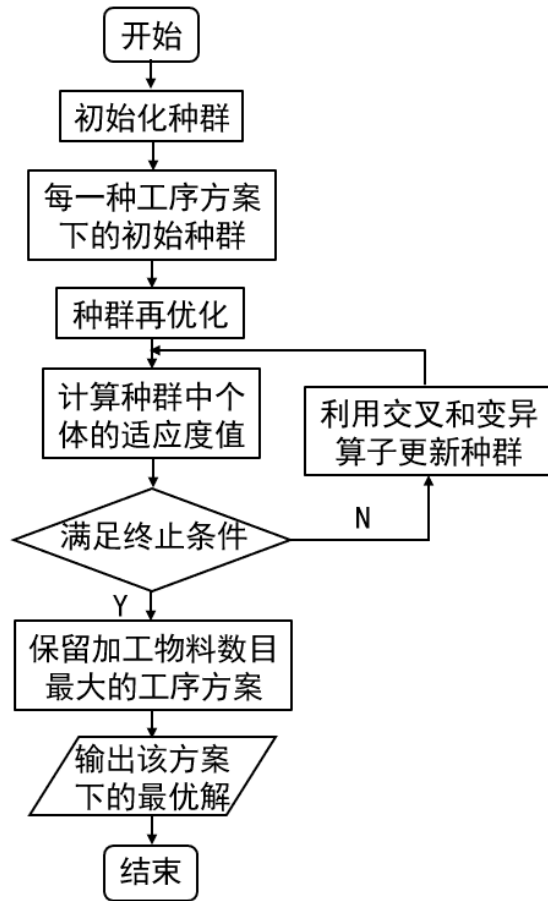 开始
初始化种群
每一种工序方案
下的初始种群
种群再优化
计算种群中个
体的适应度值
利用交叉和变异
算子更新种群
满足终止条件
N
Y
保留加工物料数目
最大的工序方案
输出该方案
下的最优解
结束